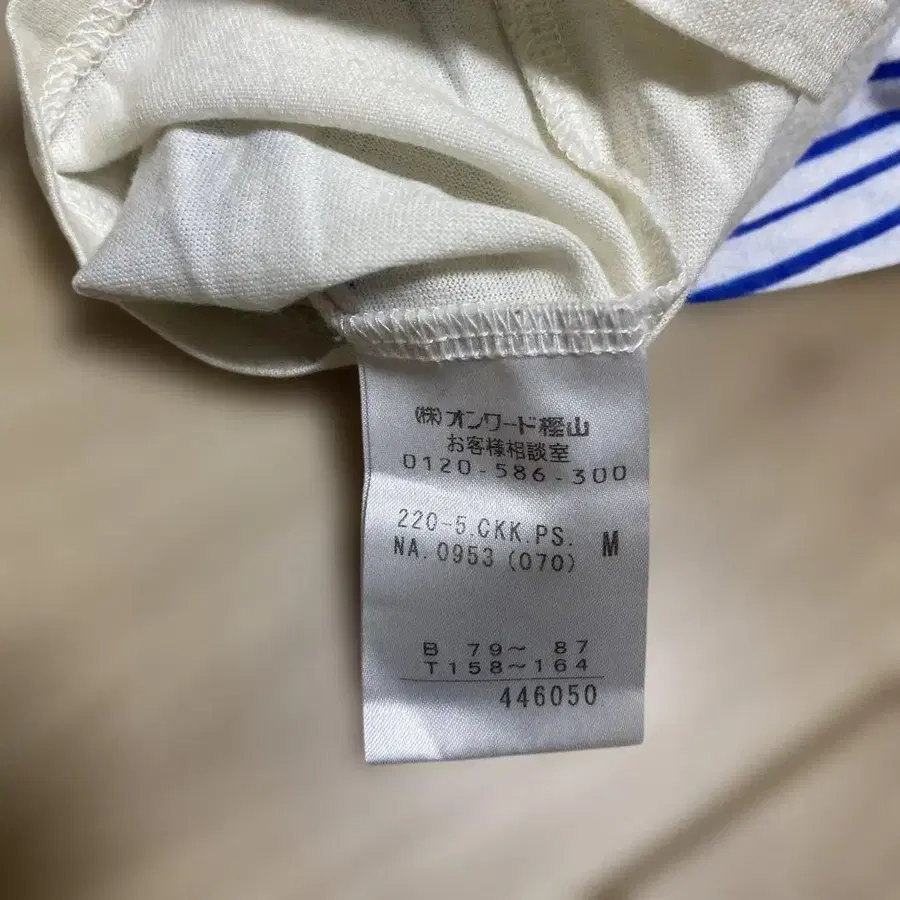 (株)オンワード樫山
お客様相談室
0120-586-300
220-5.CKK.PS.
NA.0953 (070) M
B 79～ 87
T158～164
446050